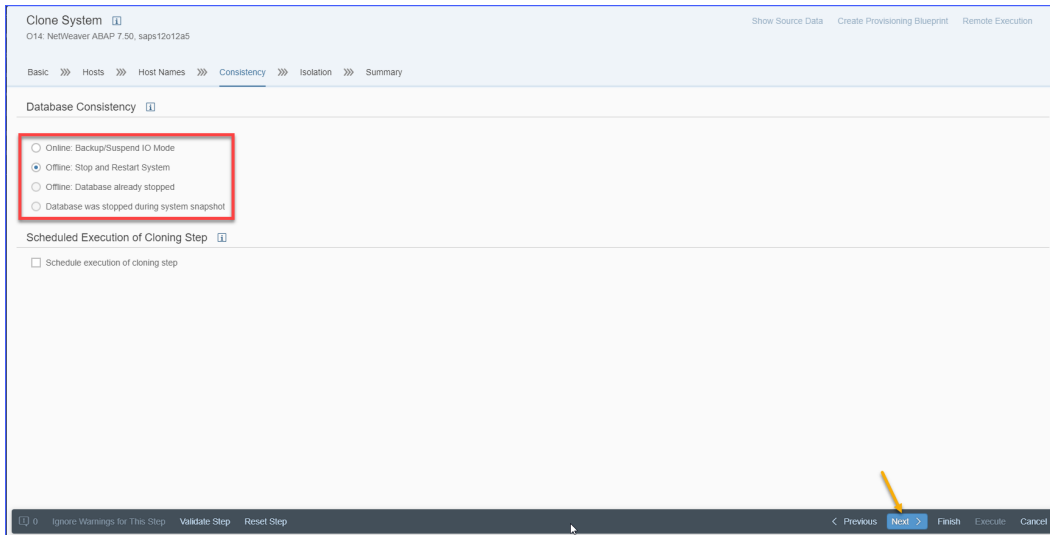 Clone System
Show Source Data Create Provisioning Blueprint Remote Execution
O14: NetWeaver ABAP 7.50, saps12o12a5
Basic Hosts Host Names Consistency Isolation Summary
Database Consistency
Online: Backup/Suspend IO Mode
Offline: Stop and Restart System
Offline: Database already stopped
Database was stopped during system snapshot
Scheduled Execution of Cloning Step
Schedule execution of cloning step
0 Ignore Warnings for This Step Validate Step Reset Step < Previous Next > Finish Execute Cancel